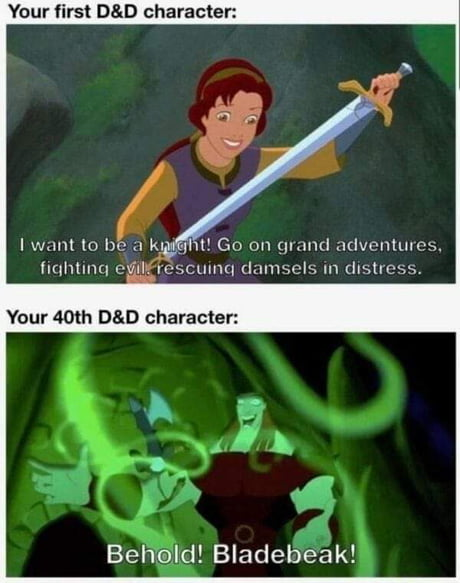 Your first D&D character:
I want to be a knight! Go on grand adventures,
fighting evil, rescuing damsels in distress.
Your 40th D&D character:
Behold! Bladebeak!